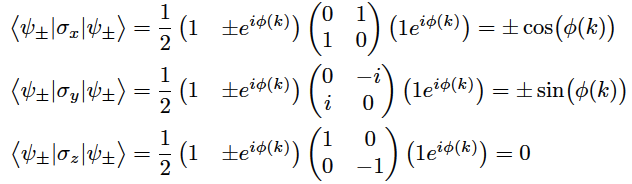 ⟨ψ±|σx|ψ±⟩ = 1/2 (1 ±e^{iϕ(k)}) (0 1; 1 0) (1e^{iϕ(k)}) = ± cos(ϕ(k))
⟨ψ±|σy|ψ±⟩ = 1/2 (1 ±e^{iϕ(k)}) (0 −i; i 0) (1e^{iϕ(k)}) = ± sin(ϕ(k))
⟨ψ±|σz|ψ±⟩ = 1/2 (1 ±e^{iϕ(k)}) (1 0; 0 −1) (1e^{iϕ(k)}) = 0